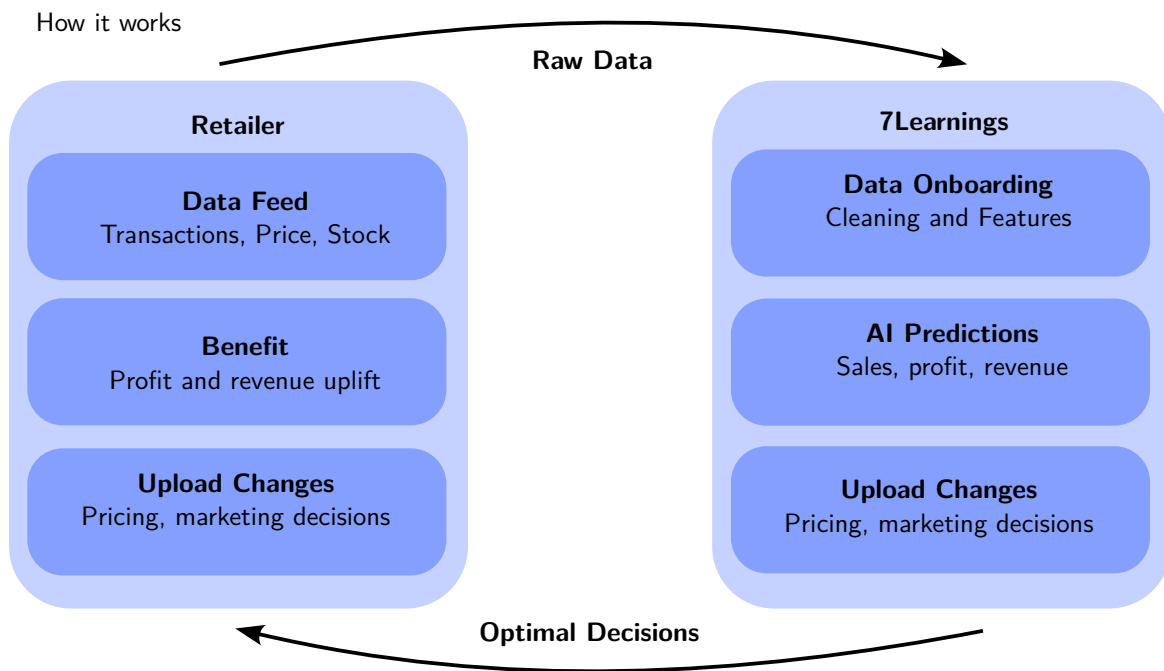 How it works
Raw Data
Retailer
Data Feed
Transactions, Price, Stock
Benefit
Profit and revenue uplift
Upload Changes
Pricing, marketing decisions
7Learnings
Data Onboarding
Cleaning and Features
AI Predictions
Sales, profit, revenue
Upload Changes
Pricing, marketing decisions
Optimal Decisions